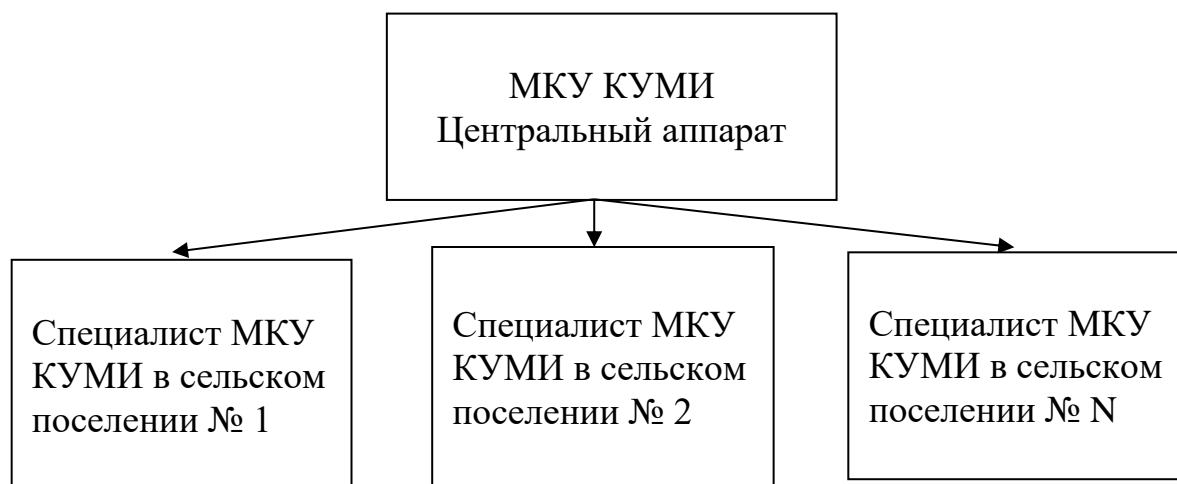 МКУ КУМИ
Центральный аппарат
Специалист МКУ
КУМИ в сельском
поселении № 1
Специалист МКУ
КУМИ в сельском
поселении № 2
Специалист МКУ
КУМИ в сельском
поселении № N